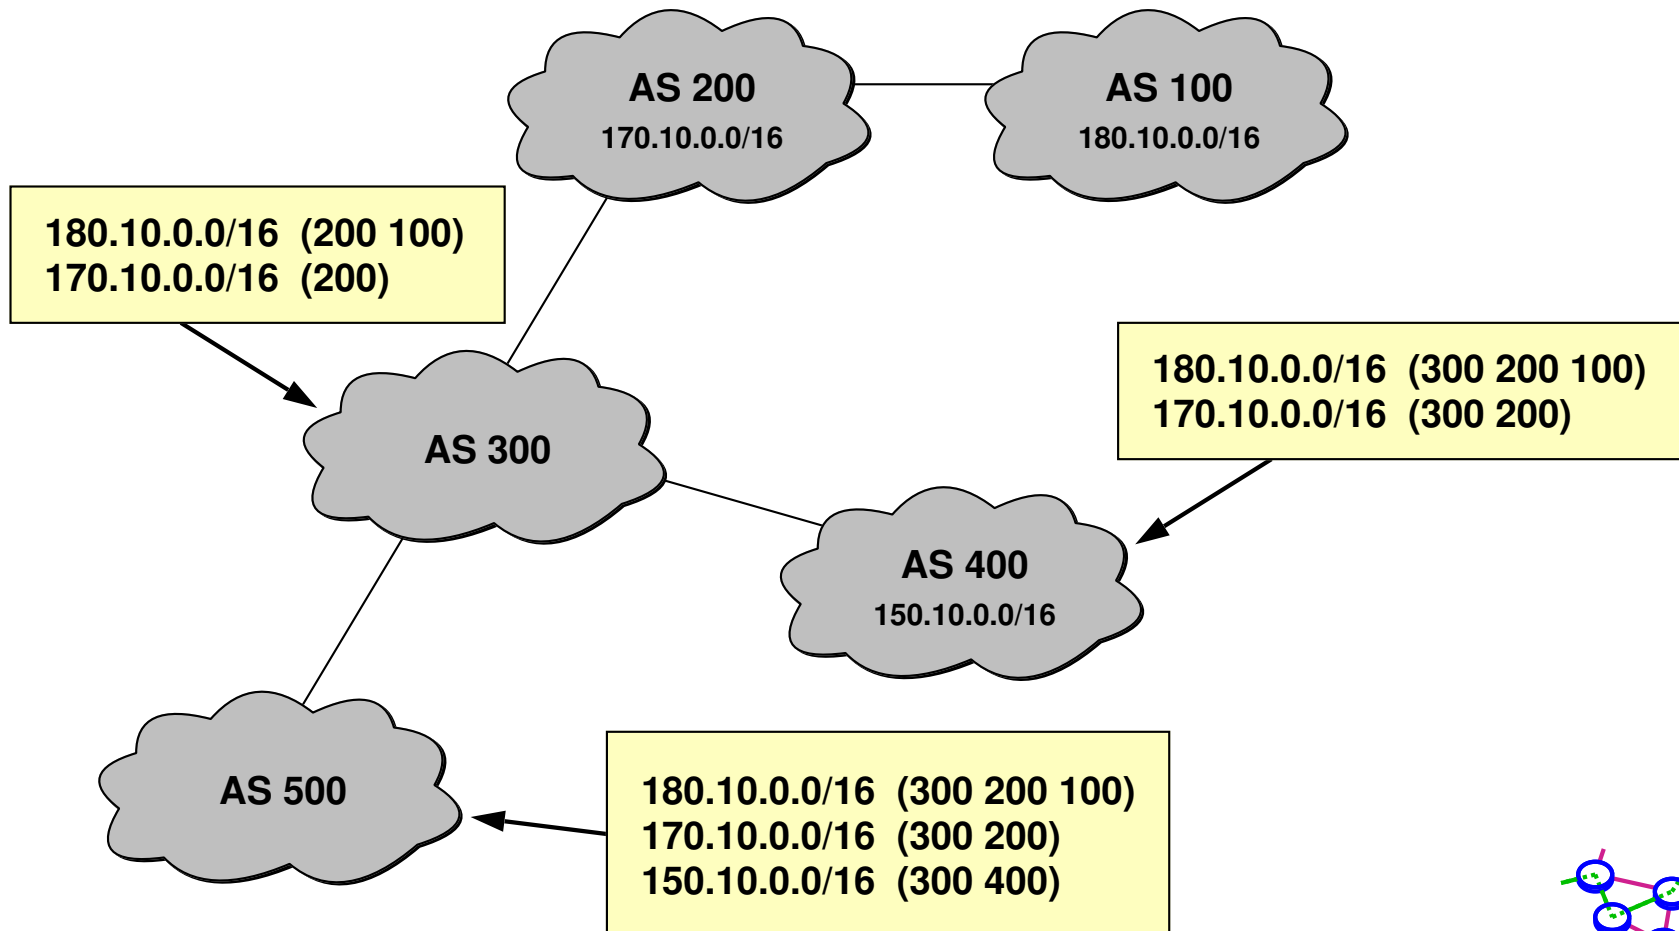 AS 200
170.10.0.0/16
AS 100
180.10.0.0/16
180.10.0.0/16 (200 100)
170.10.0.0/16 (200)
180.10.0.0/16 (300 200 100)
170.10.0.0/16 (300 200)
AS 300
AS 400
150.10.0.0/16
AS 500
180.10.0.0/16 (300 200 100)
170.10.0.0/16 (300 200)
150.10.0.0/16 (300 400)